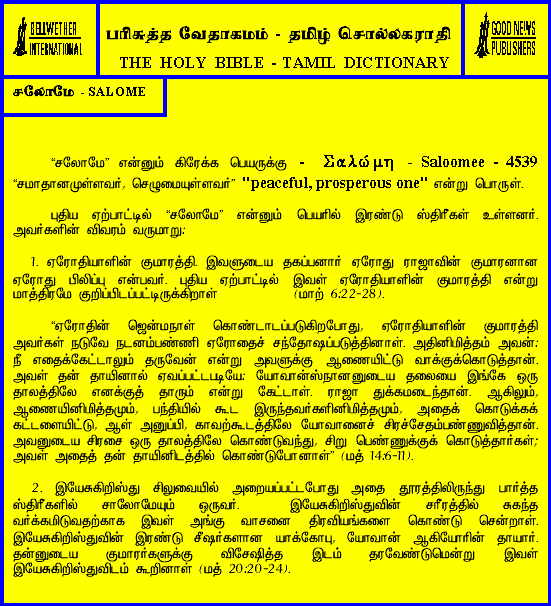 BELLWETHER
INTERNATIONAL
பரிசுத்த வேதாகமம் - தமிழ் சொல்லகராதி
THE HOLY BIBLE - TAMIL DICTIONARY
GOOD NEWS
PUBLISHERS
சலோமே - SALOME
“சலோமே” என்னும் கிரேக்க பெயருக்கு - Σαλώμη - Saloomee - 4539
“சமாதானமுள்ளவர், செழுமையுள்ளவர்” "peaceful, prosperous one" என்று பொருள்.
புதிய ஏற்பாட்டில் “சலோமே” என்னும் பெயரில் இரண்டு ஸ்திரீகள் உள்ளனர்.
அவர்களின் விவரம் வருமாறு:
1. ஏரோதியாளின் குமாரத்தி. இவளுடைய தகப்பனார் ஏரோது ராஜாவின் குமாரனான
ஏரோது பிலிப்பு என்பவர். புதிய ஏற்பாட்டில் இவள் ஏரோதியாளின் குமாரத்தி என்று
மாத்திரமே குறிப்பிடப்பட்டிருக்கிறாள் (மாற் 6:22-28).
“ஏரோதின் ஜென்மநாள் கொண்டாடப்படுகிறபோது, ஏரோதியாளின் குமாரத்தி
அவர்கள் நடுவே நடனம்பண்ணி ஏரோதைச் சந்தோஷப்படுத்தினாள். அதினிமித்தம் அவன்:
நீ எதைக்கேட்டாலும் தருவேன் என்று அவளுக்கு ஆணையிட்டு வாக்குக்கொடுத்தான்.
அவள் தன் தாயினால் ஏவப்பட்டபடியே: யோவான்ஸ்நானனுடைய தலையை இங்கே ஒரு
தாலத்திலே எனக்குத் தாரும் என்று கேட்டாள். ராஜா துக்கமடைந்தான். ஆகிலும்,
ஆணையினிமித்தமும், பந்தியில் கூட இருந்தவர்களினிமித்தமும், அதைக் கொடுக்கக்
கட்டளையிட்டு, ஆள் அனுப்பி, காவற்கூடத்திலே யோவானைச் சிரச்சேதம்பண்ணுவித்தான்.
அவனுடைய சிரசை ஒரு தாலத்திலே கொண்டுவந்து, சிறு பெண்ணுக்குக் கொடுத்தார்கள்;
அவள் அதைத் தன் தாயினிடத்தில் கொண்டுபோனாள்” (மத் 14:6-11).
2. இயேசுகிறிஸ்து சிலுவையில் அறையப்பட்டபோது அதை தூரத்திலிருந்து பார்த்த
ஸ்திரீகளில் சாலோமேயும் ஒருவர். இயேசுகிறிஸ்துவின் சரீரத்தில் சுகந்த
வர்க்கமிடுவதற்காக இவள் அங்கு வாசனை திரவியங்களை கொண்டு சென்றாள்.
இயேசுகிறிஸ்துவின் இரண்டு சீஷர்களான யாக்கோபு, யோவான் ஆகியோரின் தாயார்.
தன்னுடைய குமாரர்களுக்கு விசேஷித்த இடம் தரவேண்டுமென்று இவள்
இயேசுகிறிஸ்துவிடம் கூறினாள் (மத் 20:20-24).